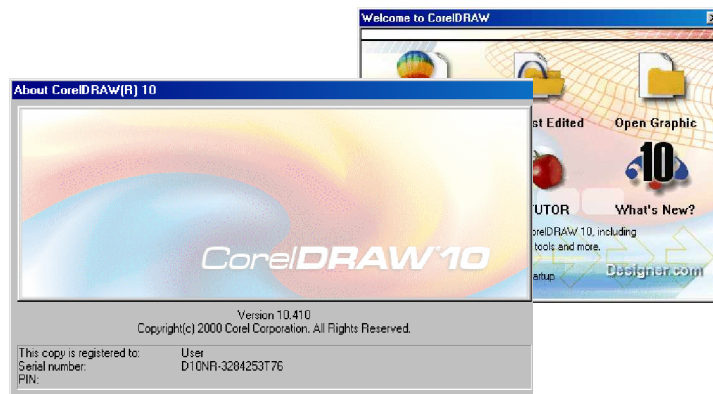 Welcome to CorelDRAW
About CorelDRAW(R) 10
st Edited
Open Graphic
10
UTOR
What's New?
orelDRAW 10, including
tools and more.
artup
Designer.com
CorelDRAW®10
Version 10.410
Copyright(c) 2000 Corel Corporation. All Rights Reserved.
This copy is registered to: User
Serial number: D10NR-3284253T76
PIN: